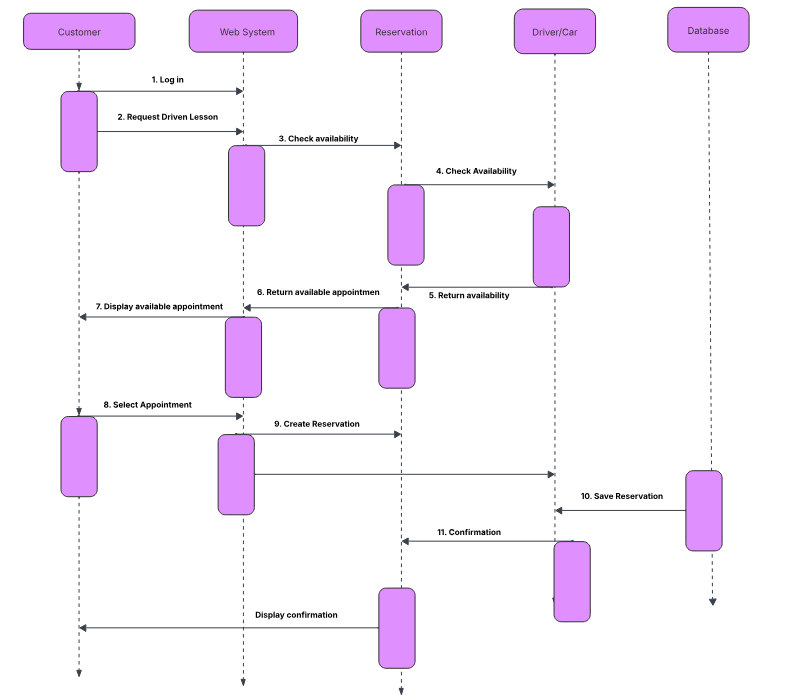 Customer
Web System
Reservation
Driver/Car
Database
1. Log in
2. Request Driven Lesson
3. Check availability
4. Check Availability
5. Return availability
6. Return available appointmen
7. Display available appointment
8. Select Appointment
9. Create Reservation
10. Save Reservation
11. Confirmation
Display confirmation